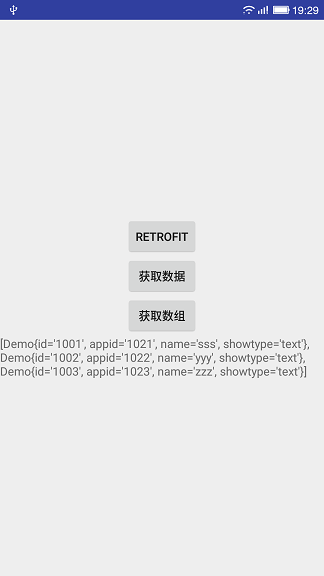 19:29
RETROFIT
获取数据
获取数组
[Demo{id='1001', appid='1021', name='sss', showtype='text'},
Demo{id='1002', appid='1022', name='yyy', showtype='text'},
Demo{id='1003', appid='1023', name='zzz', showtype='text'}]